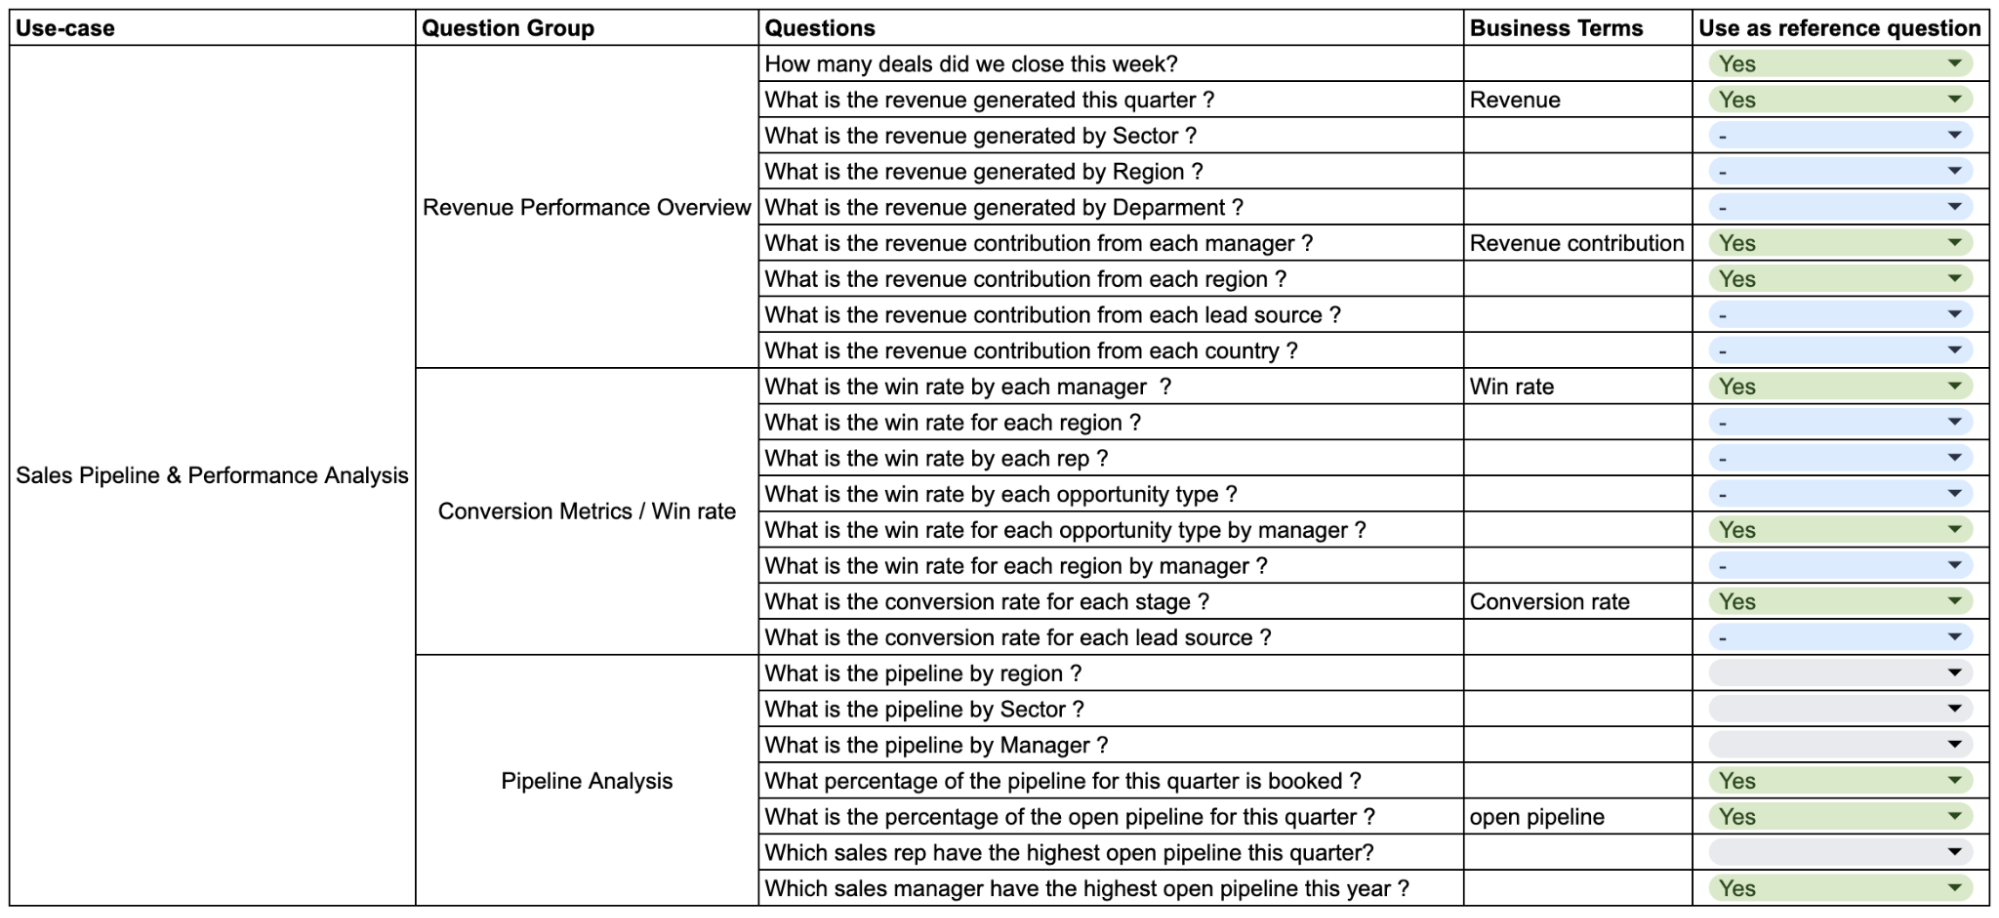 Use-case Question Group Questions Business Terms Use as reference question
How many deals did we close this week? Yes
What is the revenue generated this quarter ? Revenue Yes
What is the revenue generated by Sector ? -
What is the revenue generated by Region ? -
Revenue Performance Overview What is the revenue generated by Deparment ? -
What is the revenue contribution from each manager ? Revenue contribution Yes
What is the revenue contribution from each region ? Yes
What is the revenue contribution from each lead source ? -
What is the revenue contribution from each country ? -
What is the win rate by each manager  ? Win rate Yes
What is the win rate for each region ? -
What is the win rate by each rep ? -
Sales Pipeline & Performance Analysis
What is the win rate by each opportunity type ? -
Conversion Metrics / Win rate
What is the win rate for each opportunity type by manager ? Yes
What is the win rate for each region by manager ? -
What is the conversion rate for each stage ? Conversion rate Yes
What is the conversion rate for each lead source ? -
What is the pipeline by region ?
What is the pipeline by Sector ?
What is the pipeline by Manager ?
Pipeline Analysis What percentage of the pipeline for this quarter is booked ? Yes
What is the percentage of the open pipeline for this quarter ? open pipeline Yes
Which sales rep have the highest open pipeline this quarter?
Which sales manager have the highest open pipeline this year ? Yes